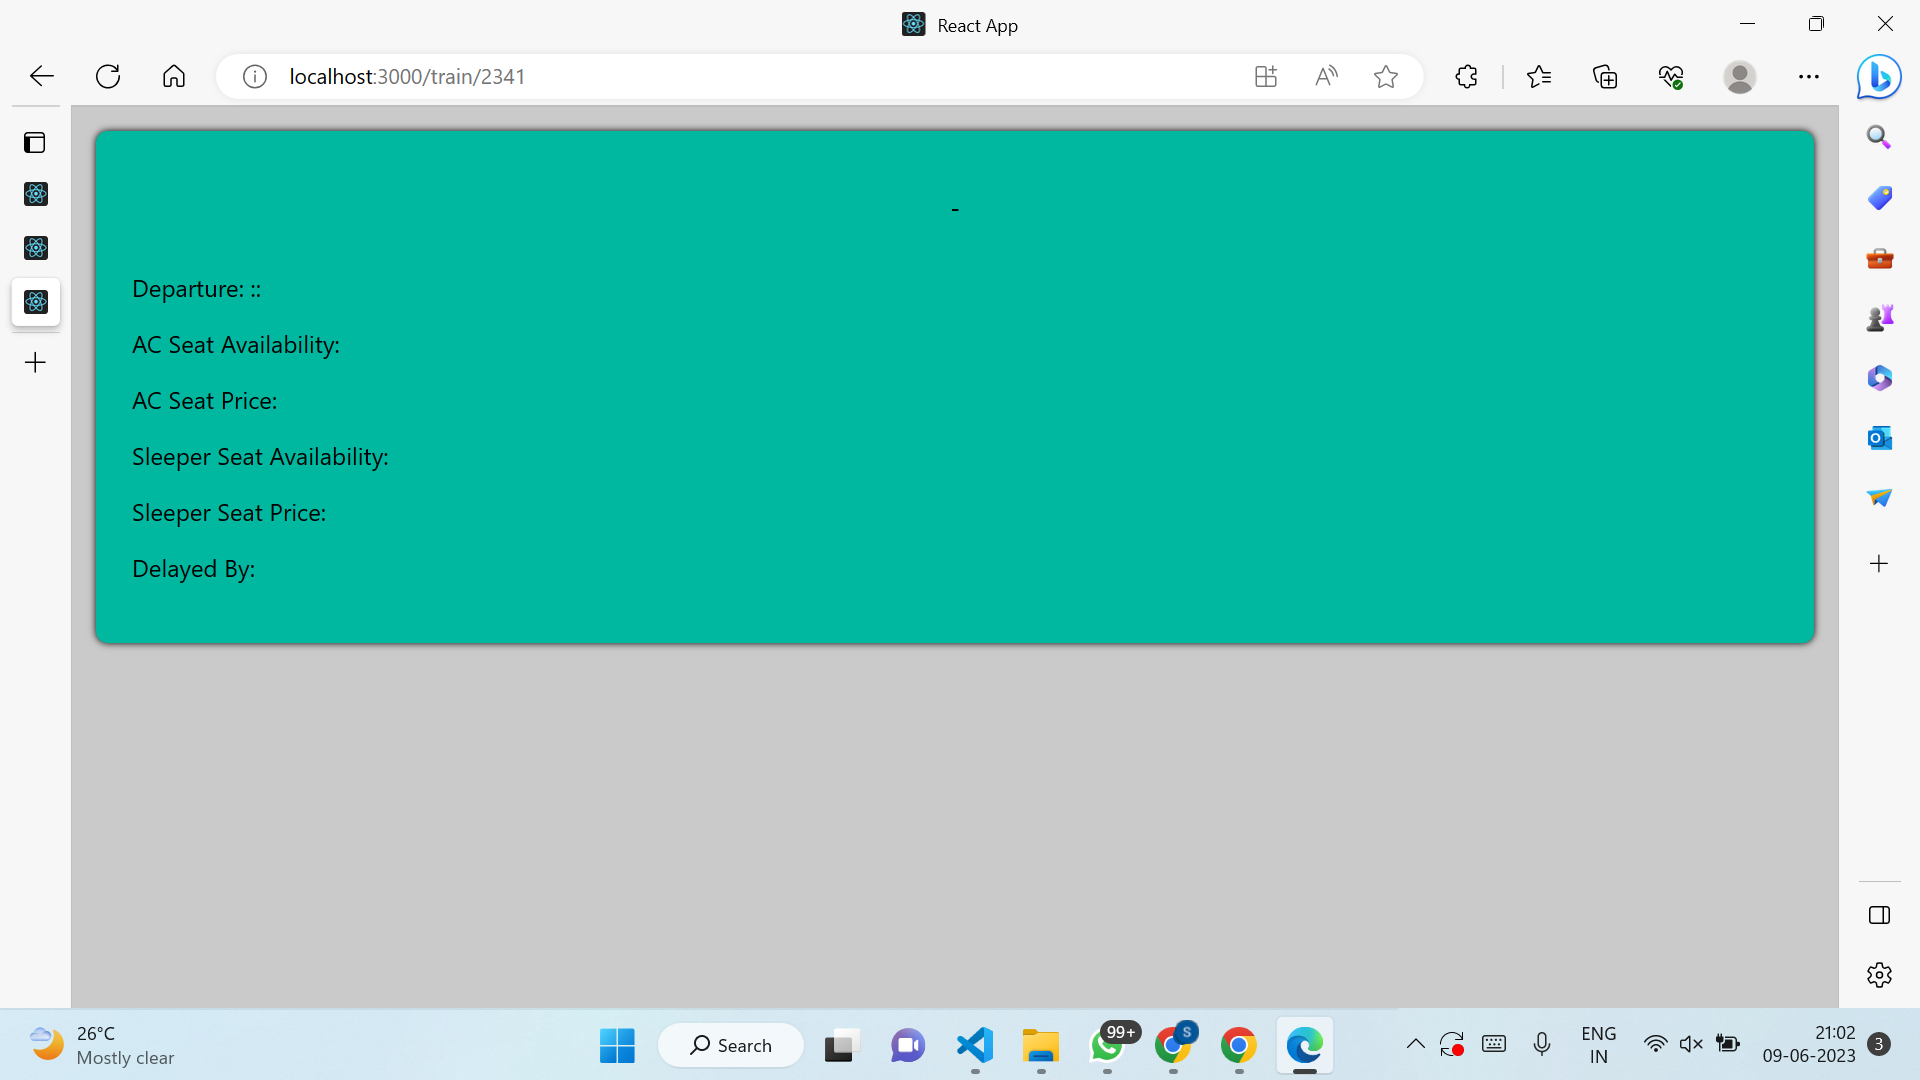 React App
localhost:3000/train/2341
-
Departure: ::
AC Seat Availability:
AC Seat Price:
Sleeper Seat Availability:
Sleeper Seat Price:
Delayed By:
26°C
Mostly clear
Search
99+
S
ENG
IN
21:02
09-06-2023
3